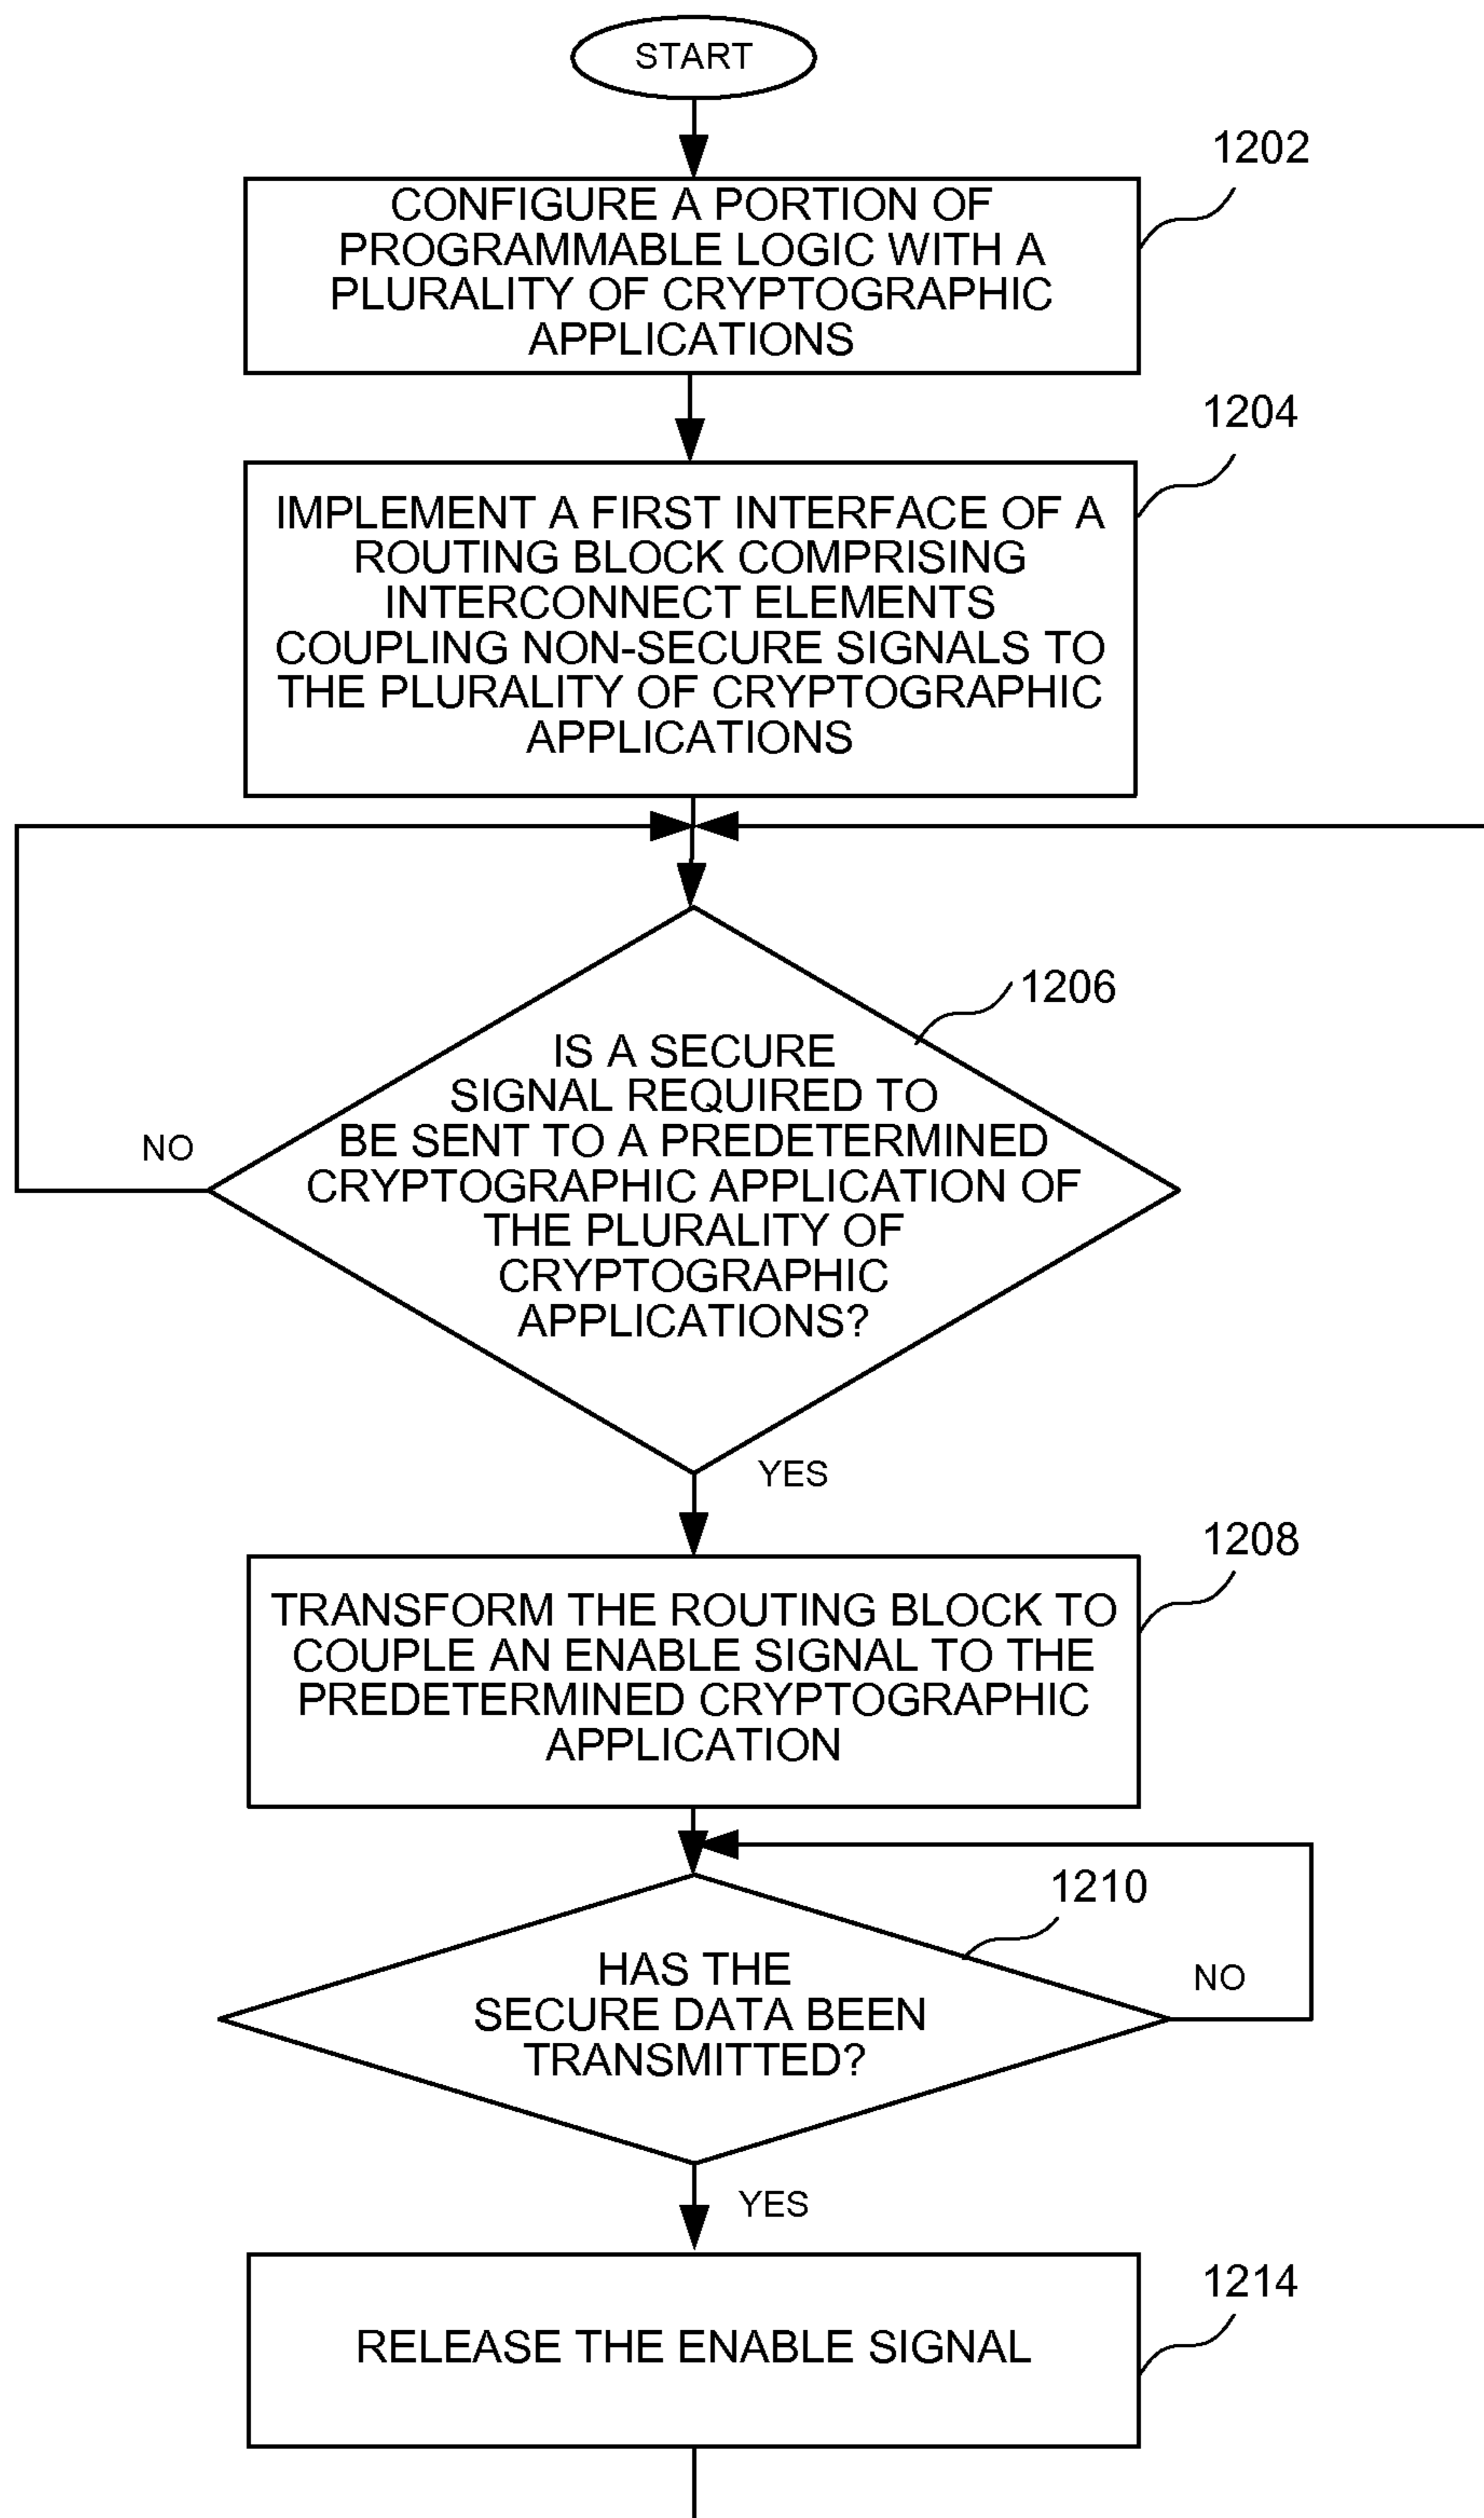 START
1202
CONFIGURE A PORTION OF
PROGRAMMABLE LOGIC WITH A
PLURALITY OF CRYPTOGRAPHIC
APPLICATIONS
1204
IMPLEMENT A FIRST INTERFACE OF A
ROUTING BLOCK COMPRISING
INTERCONNECT ELEMENTS
COUPLING NON-SECURE SIGNALS TO
THE PLURALITY OF CRYPTOGRAPHIC
APPLICATIONS
1206
IS A SECURE
SIGNAL REQUIRED TO
BE SENT TO A PREDETERMINED
CRYPTOGRAPHIC APPLICATION OF
THE PLURALITY OF
CRYPTOGRAPHIC
APPLICATIONS?
NO
YES
1208
TRANSFORM THE ROUTING BLOCK TO
COUPLE AN ENABLE SIGNAL TO THE
PREDETERMINED CRYPTOGRAPHIC
APPLICATION
1210
HAS THE
SECURE DATA BEEN
TRANSMITTED?
NO
YES
1214
RELEASE THE ENABLE SIGNAL